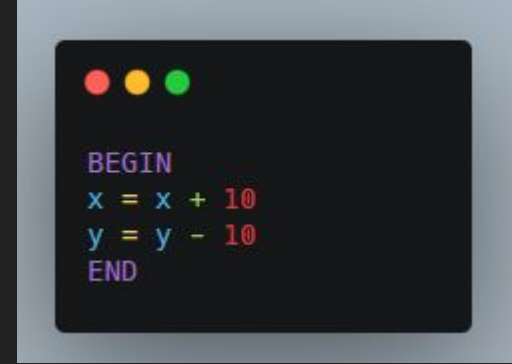 BEGIN
x = x + 10
y = y - 10
END